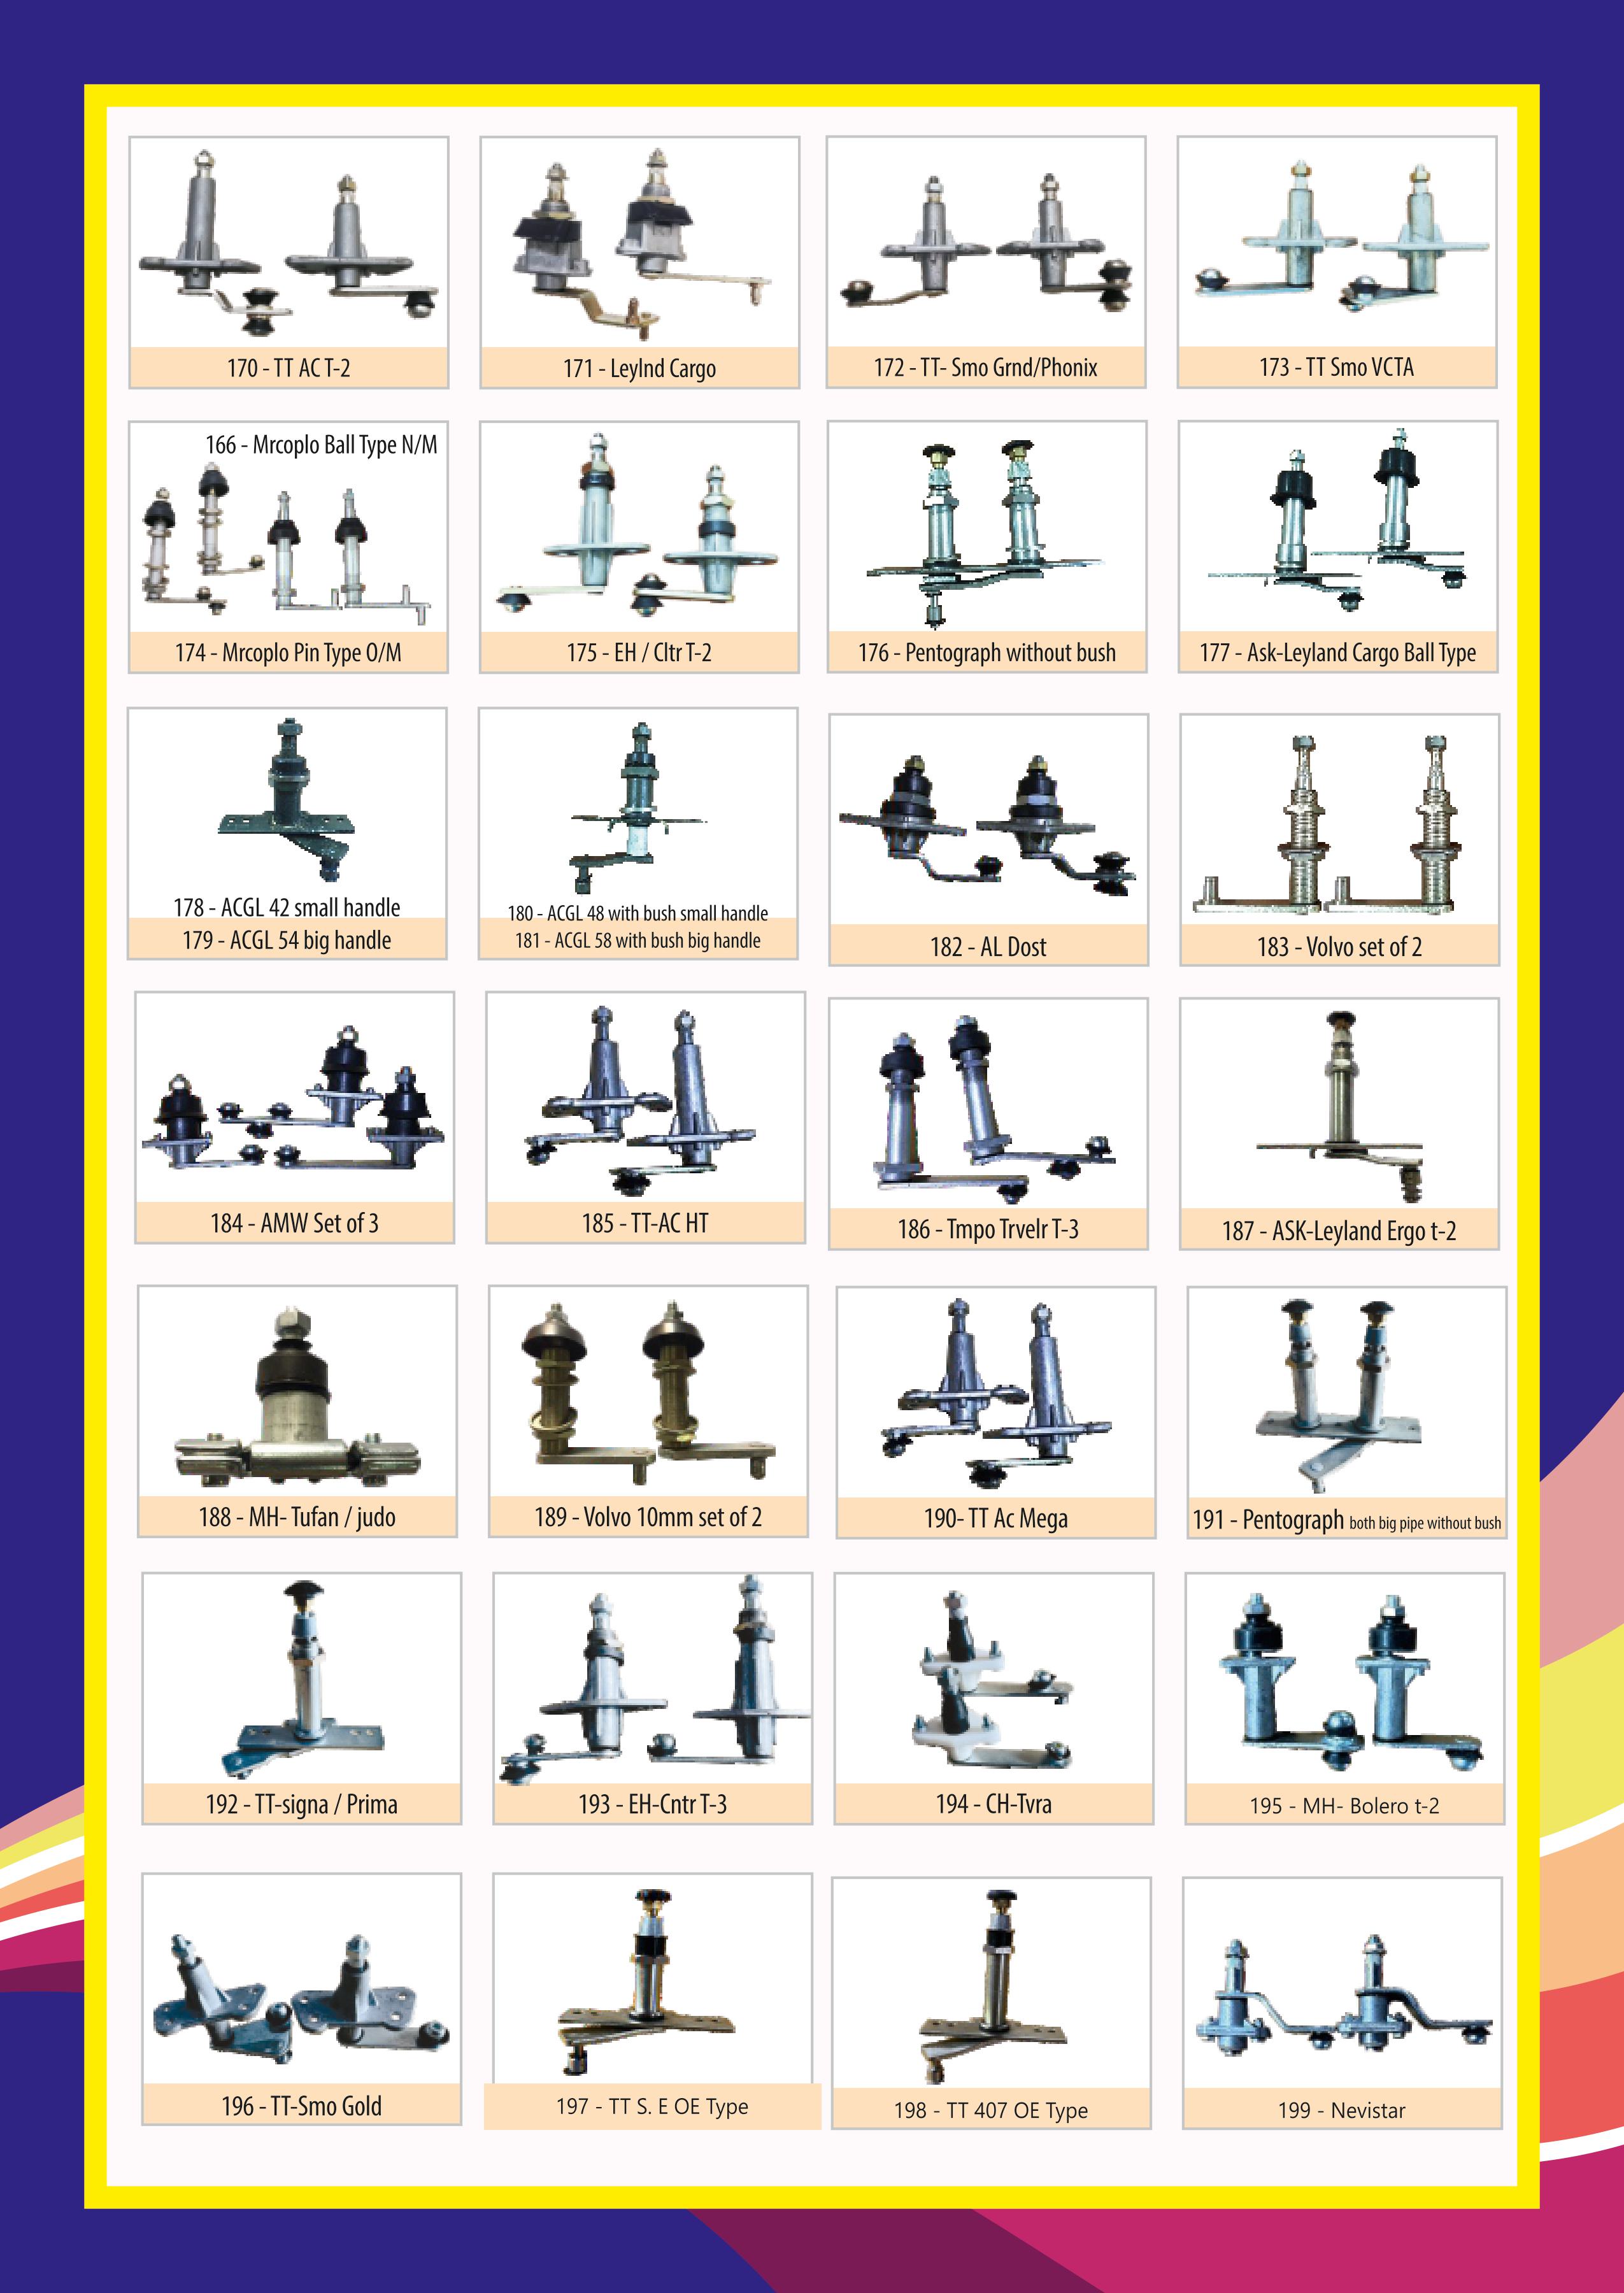 170 - TT AC T-2
171 - Leylnd Cargo
172 - TT- Smo Grnd/Phonix
173 - TT Smo VCTA
166 - Mrcoplo Ball Type N/M
174 - Mrcoplo Pin Type O/M
175 - EH / Cltr T-2
176 - Pentograph without bush
177 - Ask-Leyland Cargo Ball Type
178 - ACGL 42 small handle
179 - ACGL 54 big handle
180 - ACGL 48 with bush small handle
181 - ACGL 58 with bush big handle
182 - AL Dost
183 - Volvo set of 2
184 - AMW Set of 3
185 - TT-AC HT
186 - Tmpo Trvelr T-3
187 - ASK-Leyland Ergo t-2
188 - MH- Tufan / judo
189 - Volvo 10mm set of 2
190- TT Ac Mega
191 - Pentograph both big pipe without bush
192 - TT-signa / Prima
193 - EH-Cntr T-3
194 - CH-Tvra
195 - MH- Bolero t-2
196 - TT-Smo Gold
197 - TT S. E OE Type
198 - TT 407 OE Type
199 - Nevistar